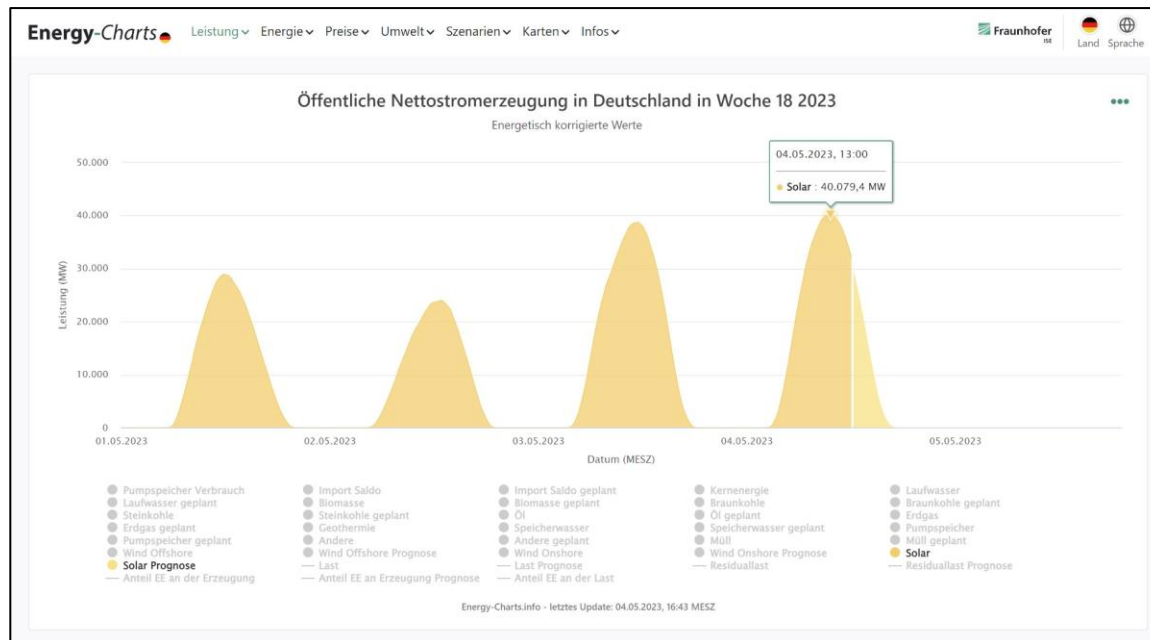 Energy-Charts
Leistung Energie Preise Umwelt Szenarien Karten Infos
Fraunhofer
ISE
Land Sprache
Öffentliche Nettostromerzeugung in Deutschland in Woche 18 2023
Energetisch korrigierte Werte
04.05.2023, 13:00
Solar : 40.079,4 MW
50.000
40.000
30.000
20.000
10.000
0
Leistung (MW)
01.05.2023 02.05.2023 03.05.2023 04.05.2023 05.05.2023
Datum (MESZ)
Pumpspeicher Verbrauch Import Saldo Import Saldo geplant Kernenergie Laufwasser
Laufwasser geplant Biomasse Biomasse geplant Braunkohle Braunkohle geplant
Steinkohle Steinkohle geplant Öl Öl geplant Erdgas
Erdgas geplant Geothermie Speicherwasser Speicherwasser geplant Pumpspeicher
Pumpspeicher geplant Andere Andere geplant Müll Müll geplant
Wind Offshore Wind Offshore Prognose Wind Onshore Wind Onshore Prognose Solar
Solar Prognose Last Last Prognose Residuallast Residuallast Prognose
Anteil EE an der Erzeugung Anteil EE an Erzeugung Prognose Anteil EE an der Last
Energy-Charts.info - letztes Update: 04.05.2023, 16:43 MESZ